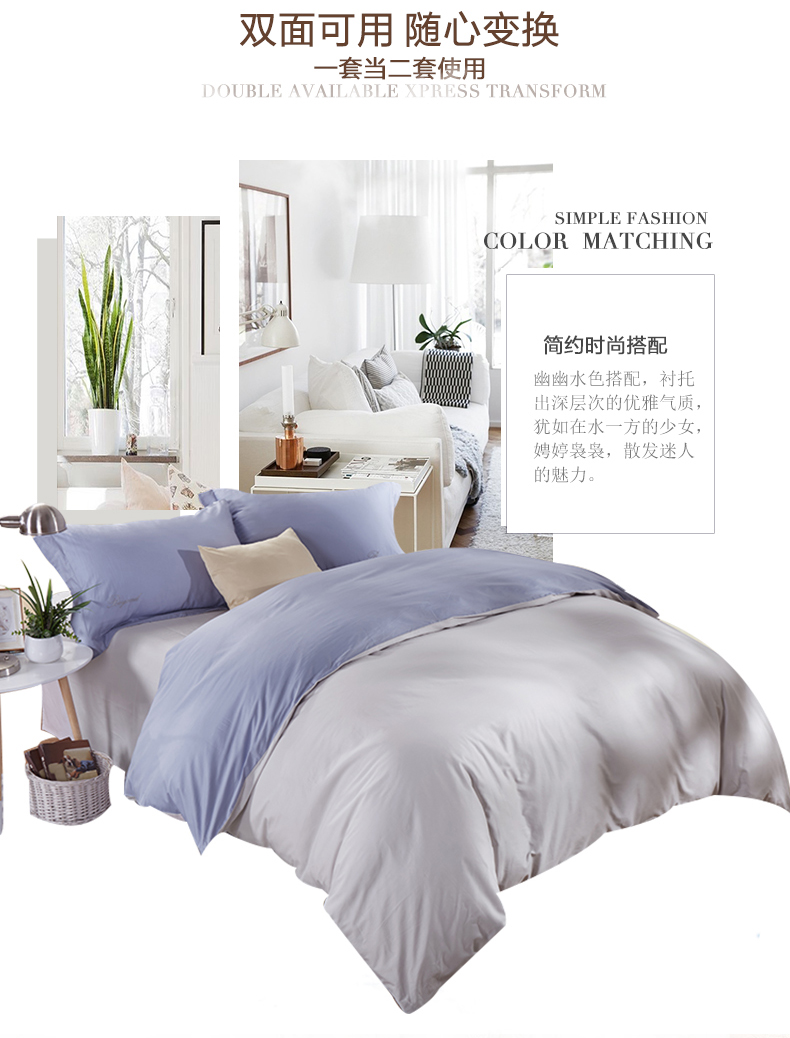 双面可用 随心变换
一套当二套使用
DOUBLE AVAILABLE XPRESS TRANSFORM
SIMPLE FASHION
COLOR MATCHING
简约时尚搭配
幽幽水色搭配，衬托
出深层次的优雅气质，
犹如在水一方的少女，
娉婷袅袅，散发迷人
的魅力。